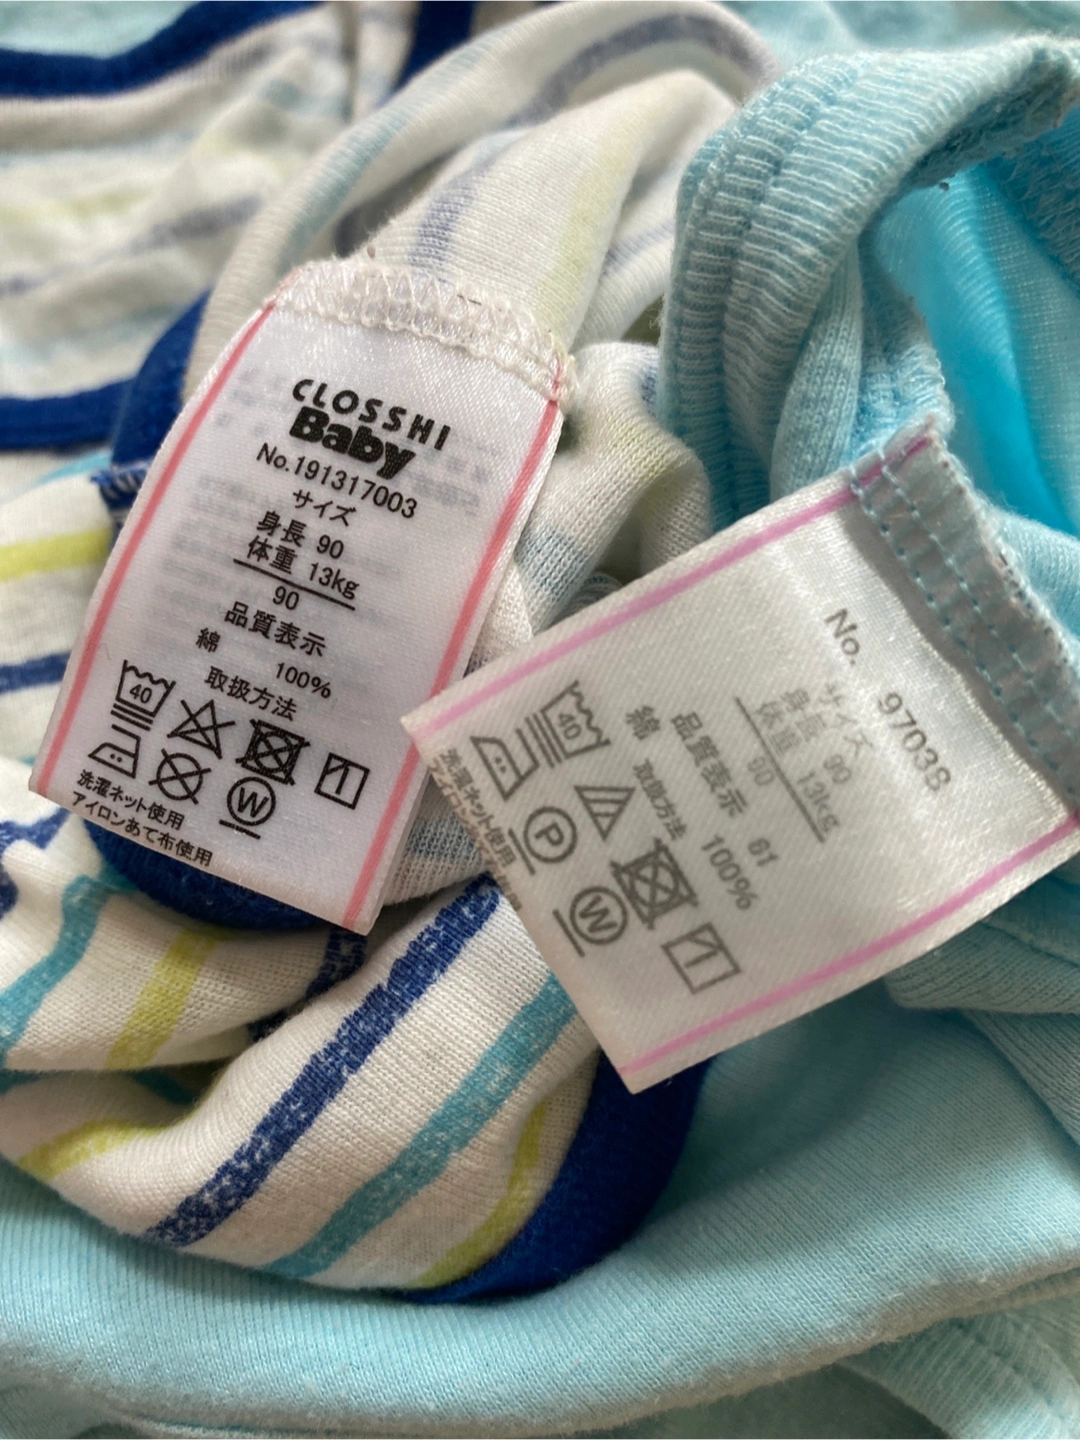 CLOSSHI
Baby
No.191317003
サイズ
身長 90
体重 13kg
90
品質表示
綿 100%
取扱方法
40
W
洗濯ネット使用
アイロンあて布使用
No. 97038
サイズ
身長 90
体重 13kg
90
品質表示 61
綿 100%
取扱方法
40
P
W
洗濯ネット使用